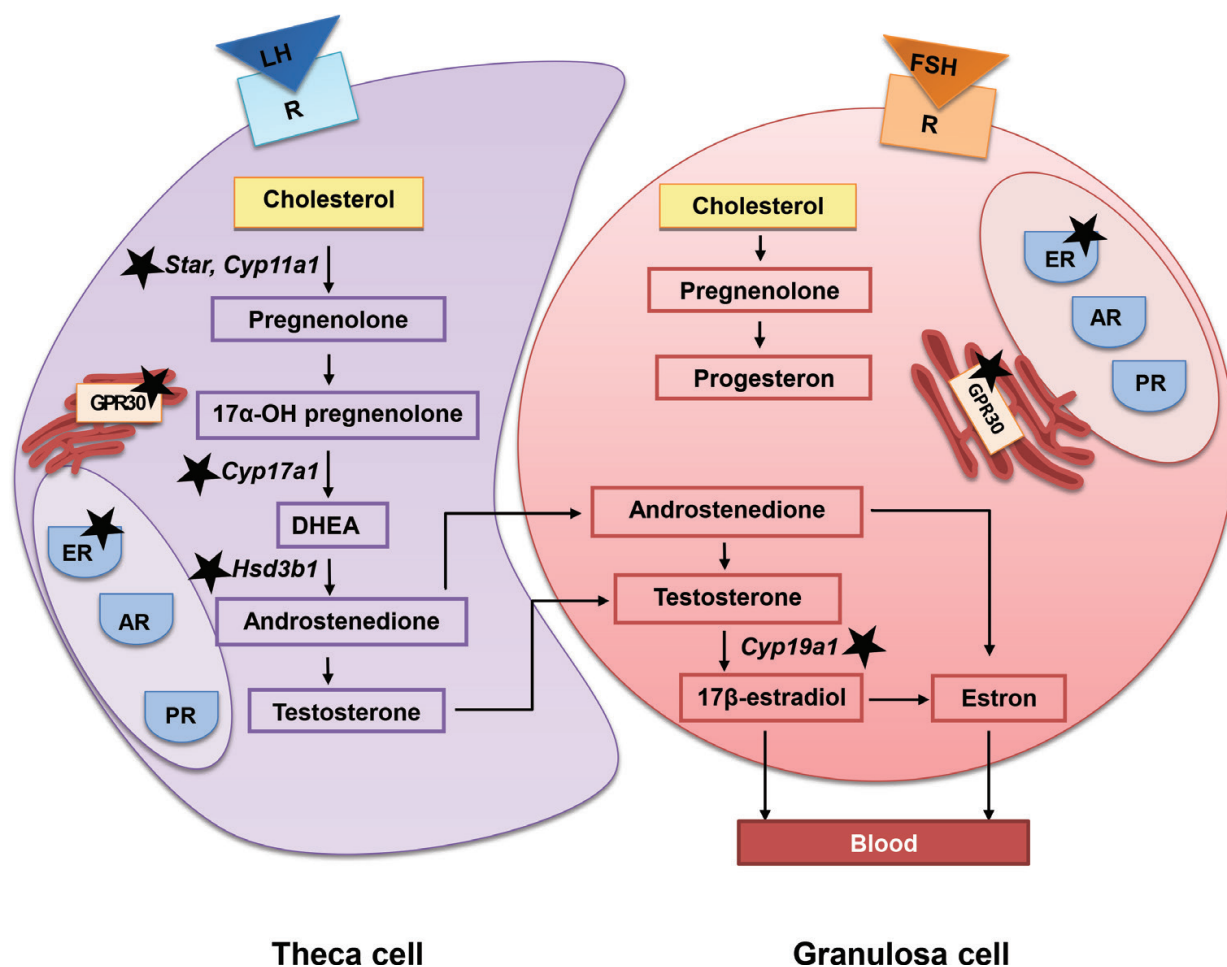 LH
R
Cholesterol
Star, Cyp11a1
Pregnenolone
GPR30
17α-OH pregnenolone
Cyp17a1
DHEA
ER
Hsd3b1
AR
Androstenedione
PR
Testosterone
FSH
R
Cholesterol
ER
Pregnenolone
AR
Progesteron
PR
GPR30
Androstenedione
Testosterone
Cyp19a1
17β-estradiol
Estron
Blood
Theca cell
Granulosa cell